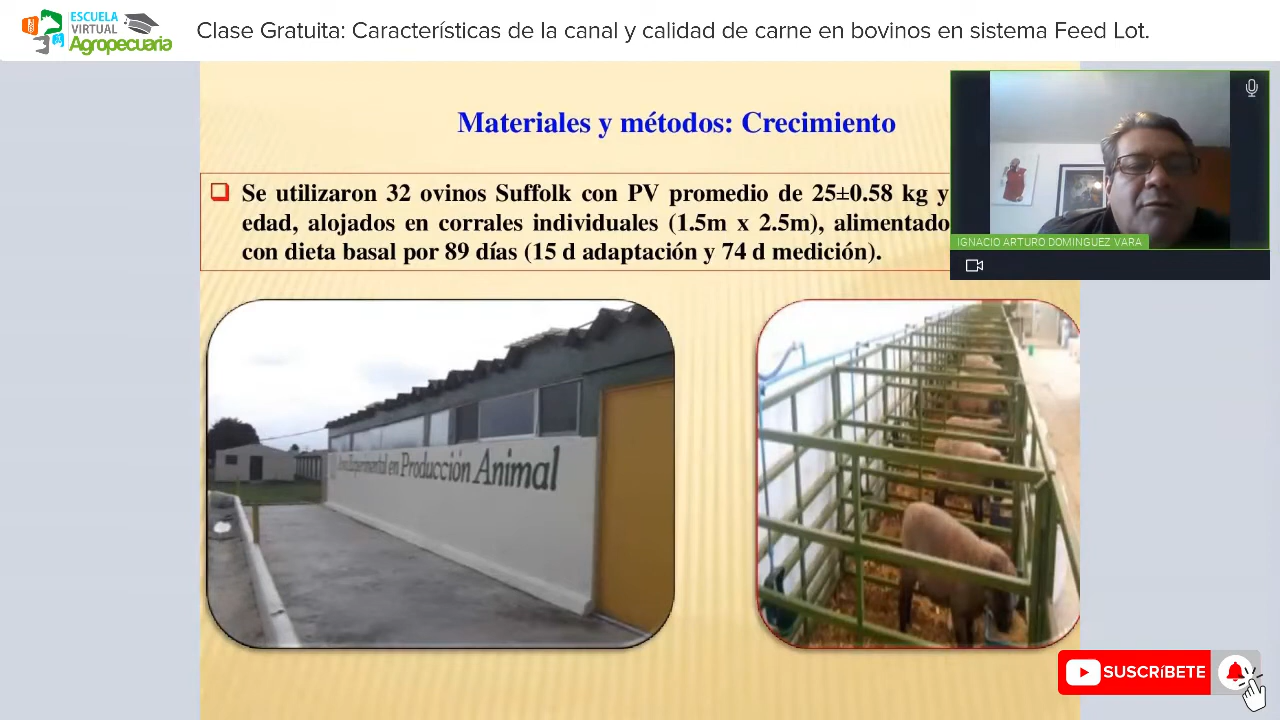 ESCUELA
VIRTUAL
Agropecuaria
Clase Gratuita: Características de la canal y calidad de carne en bovinos en sistema Feed Lot.
Materiales y métodos: Crecimiento
Se utilizaron 32 ovinos Suffolk con PV promedio de 25±0.58 kg y
edad, alojados en corrales individuales (1.5m x 2.5m), alimentado
con dieta basal por 89 días (15 d adaptación y 74 d medición).
IGNACIO ARTURO DOMINGUEZ VARA
Experimental en Producción Animal
SUSCRíBETE